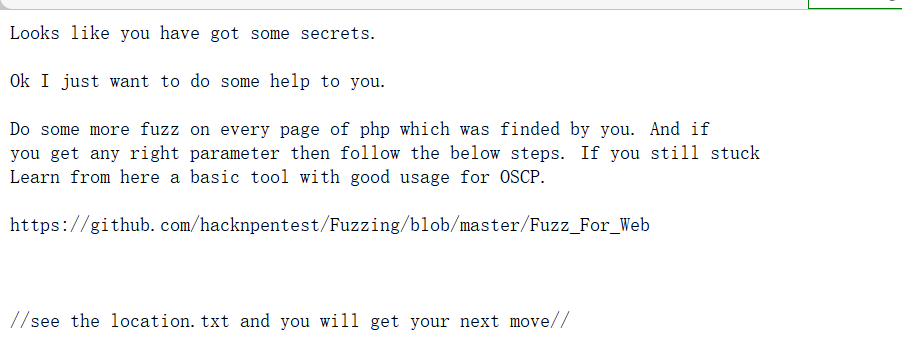 Looks like you have got some secrets.
Ok I just want to do some help to you.
Do some more fuzz on every page of php which was finded by you. And if
you get any right parameter then follow the below steps. If you still stuck
Learn from here a basic tool with good usage for OSCP.
https://github.com/hacknpentest/Fuzzing/blob/master/Fuzz_For_Web
//see the location.txt and you will get your next move//